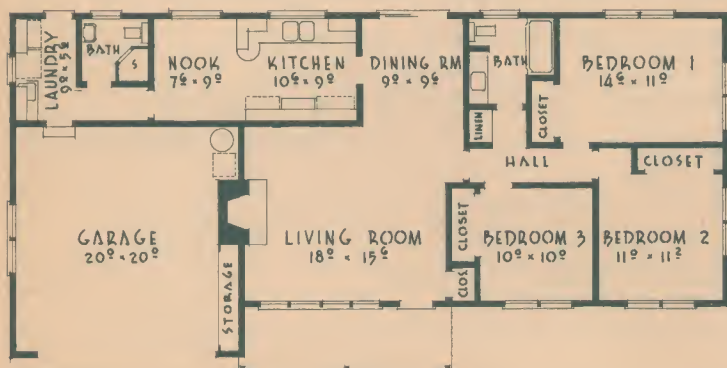 LAUNDRY
9⁰ × 5⁶
BATH
S
NOOK
7⁶ × 9⁰
KITCHEN
10⁶ × 9⁰
DINING RM
9⁰ × 9⁶
BATH
LINEN
CLOSET
BEDROOM 1
14⁶ × 11⁰
HALL
CLOSET
GARAGE
20⁰ × 20⁰
STORAGE
LIVING ROOM
18⁰ × 15⁶
CLOSET
CLOS
BEDROOM 3
10⁰ × 10⁰
BEDROOM 2
11⁰ × 11²